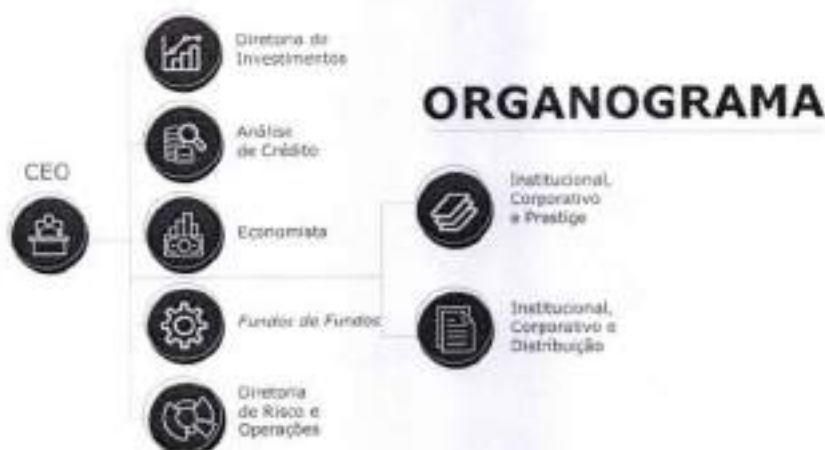 ORGANOGRAMA
CEO
Diretoria de
Investimentos
Análise
de Crédito
Economista
Fundos de Fundos
Diretoria
de Risco e
Operações
Institucional,
Corporativo
e Prestige
Institucional,
Corporativo e
Distribuição